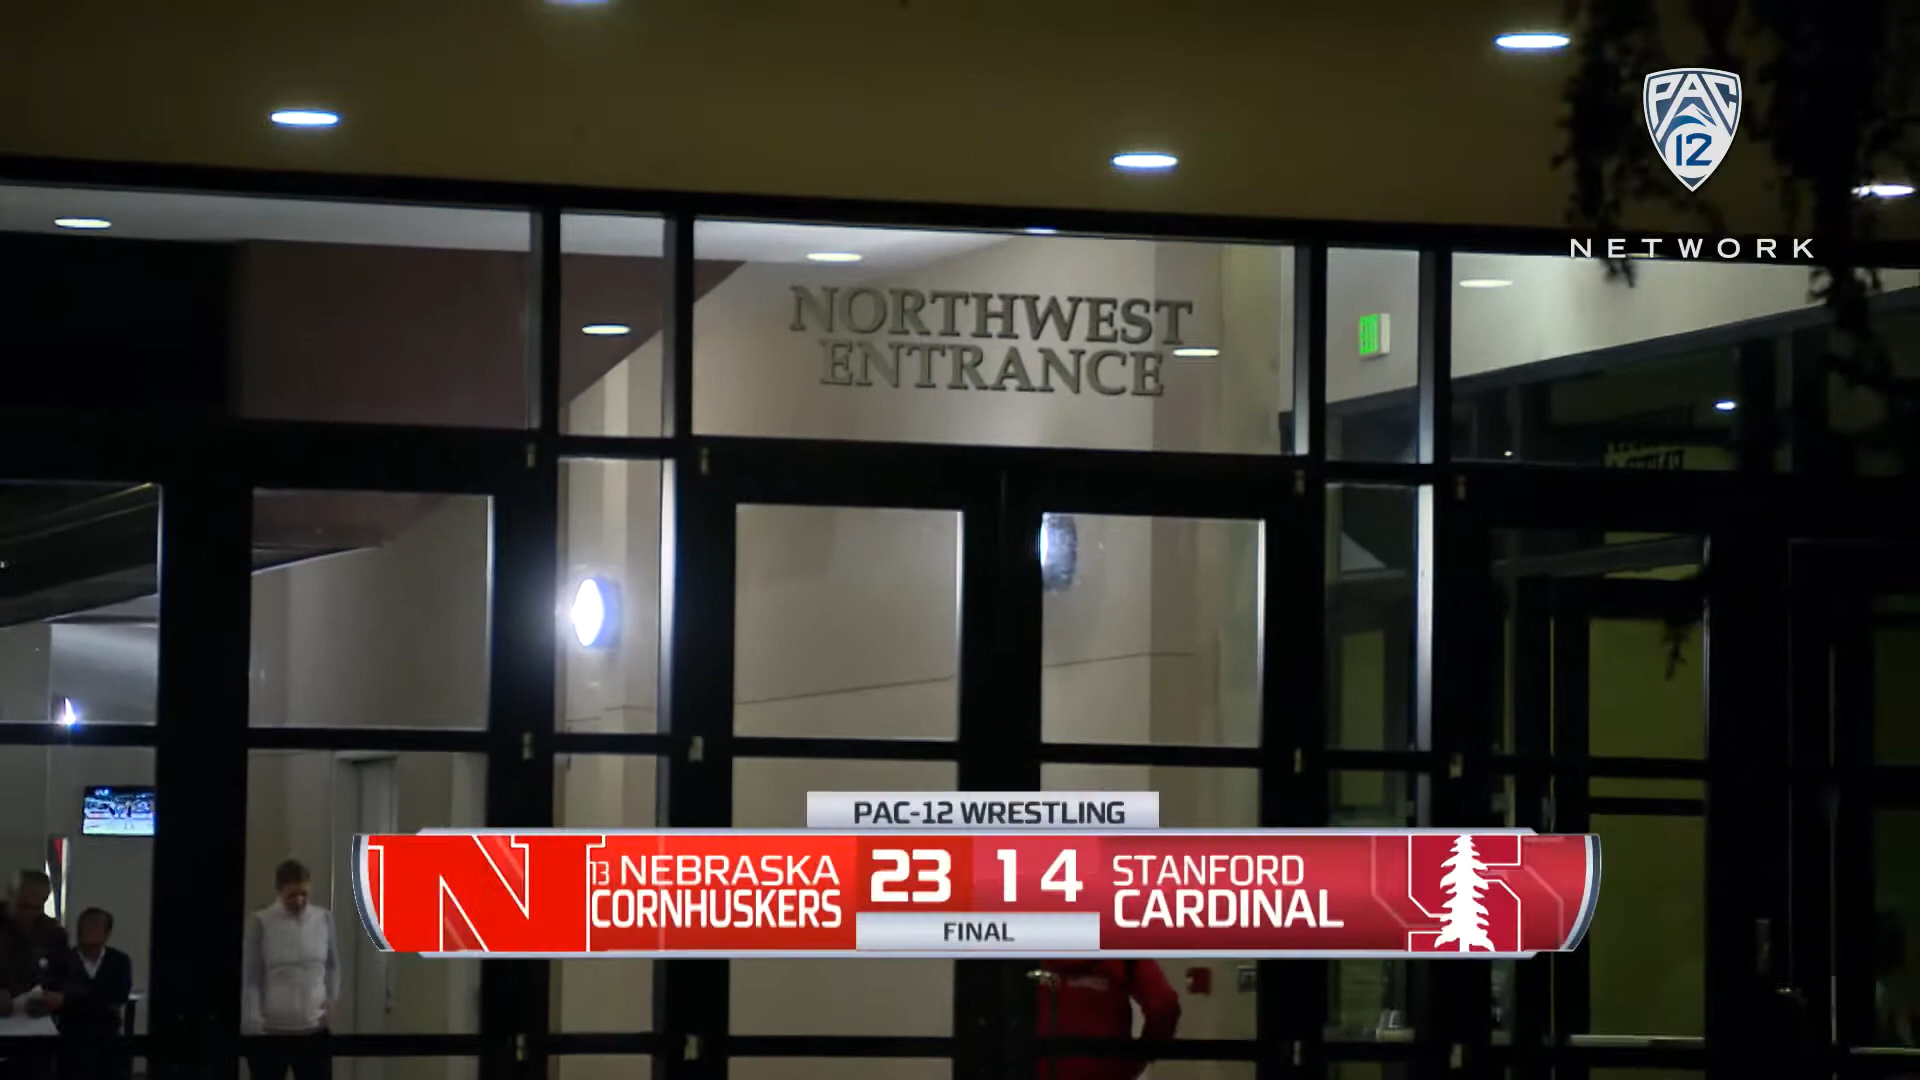 PAC
12
NETWORK
NORTHWEST
ENTRANCE
PAC-12 WRESTLING
N
13 NEBRASKA
CORNHUSKERS
23
14
STANFORD
CARDINAL
S
FINAL